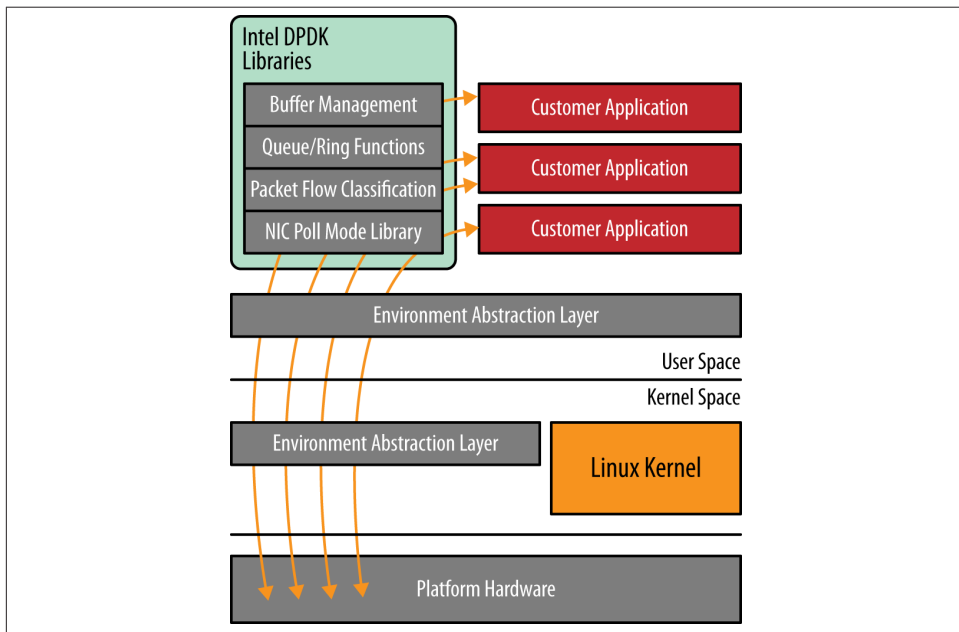 Intel DPDK
Libraries
Buffer Management
Customer Application
Queue/Ring Functions
Customer Application
Packet Flow Classification
NIC Poll Mode Library
Customer Application
Environment Abstraction Layer
User Space
Kernel Space
Environment Abstraction Layer
Linux Kernel
Platform Hardware